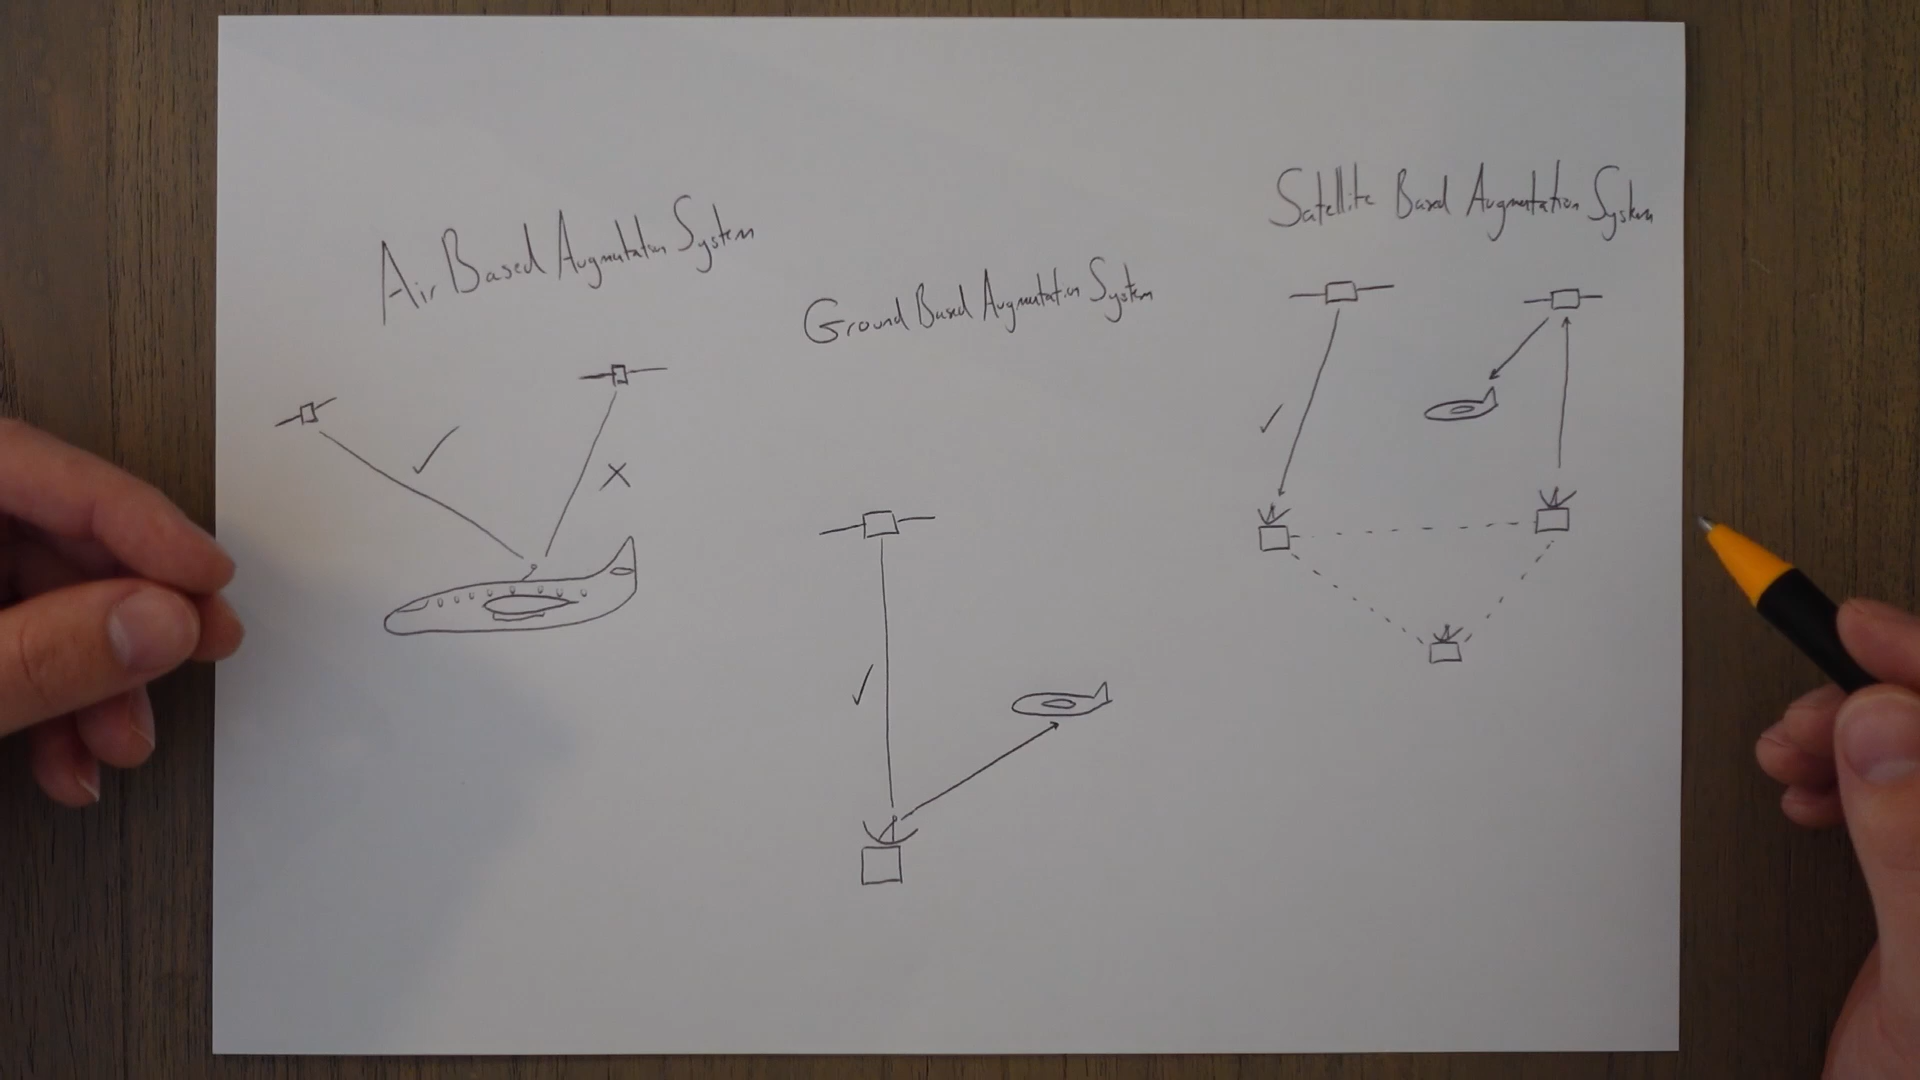 Air Based Augmentation System
Ground Based Augmentation System
Satellite Based Augmentation System